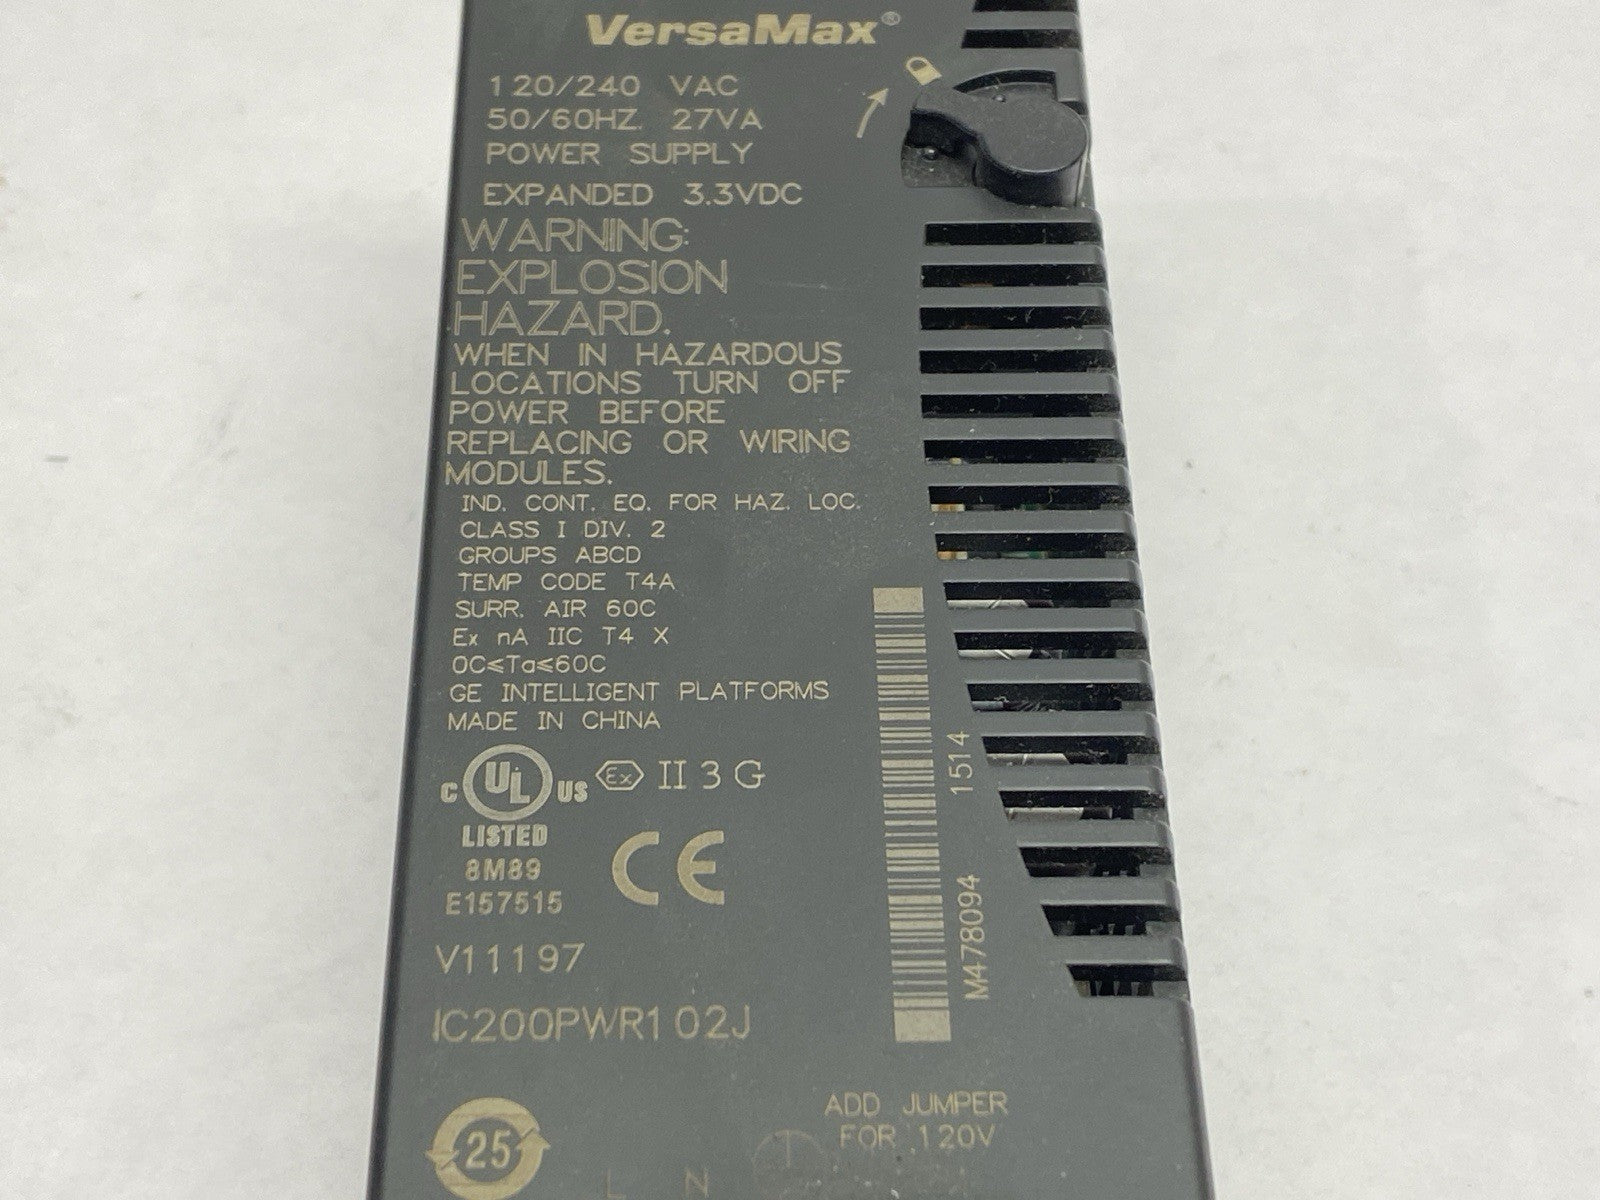 VersaMax®
120/240 VAC
50/60HZ. 27VA
POWER SUPPLY
EXPANDED 3.3VDC
WARNING:
EXPLOSION
HAZARD.
WHEN IN HAZARDOUS
LOCATIONS TURN OFF
POWER BEFORE
REPLACING OR WIRING
MODULES.
IND. CONT. EQ. FOR HAZ. LOC.
CLASS I DIV. 2
GROUPS ABCD
TEMP CODE T4A
SURR. AIR 60C
Ex nA IIC T4 X
0C≤Ta≤60C
GE INTELLIGENT PLATFORMS
MADE IN CHINA
C UL US
LISTED
8M89
E157515
Ex II 3 G
CE
V11197
IC200PWR102J
M478094 1514
25
ADD JUMPER
FOR 120V
L N